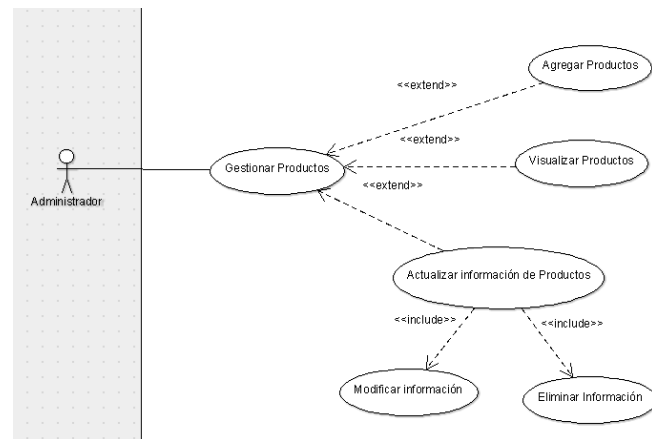 Agregar Productos
<<extend>>
<<extend>>
Gestionar Productos
Visualizar Productos
<<extend>>
Administrador
Actualizar información de Productos
<<include>>
<<include>>
Modificar información
Eliminar Información